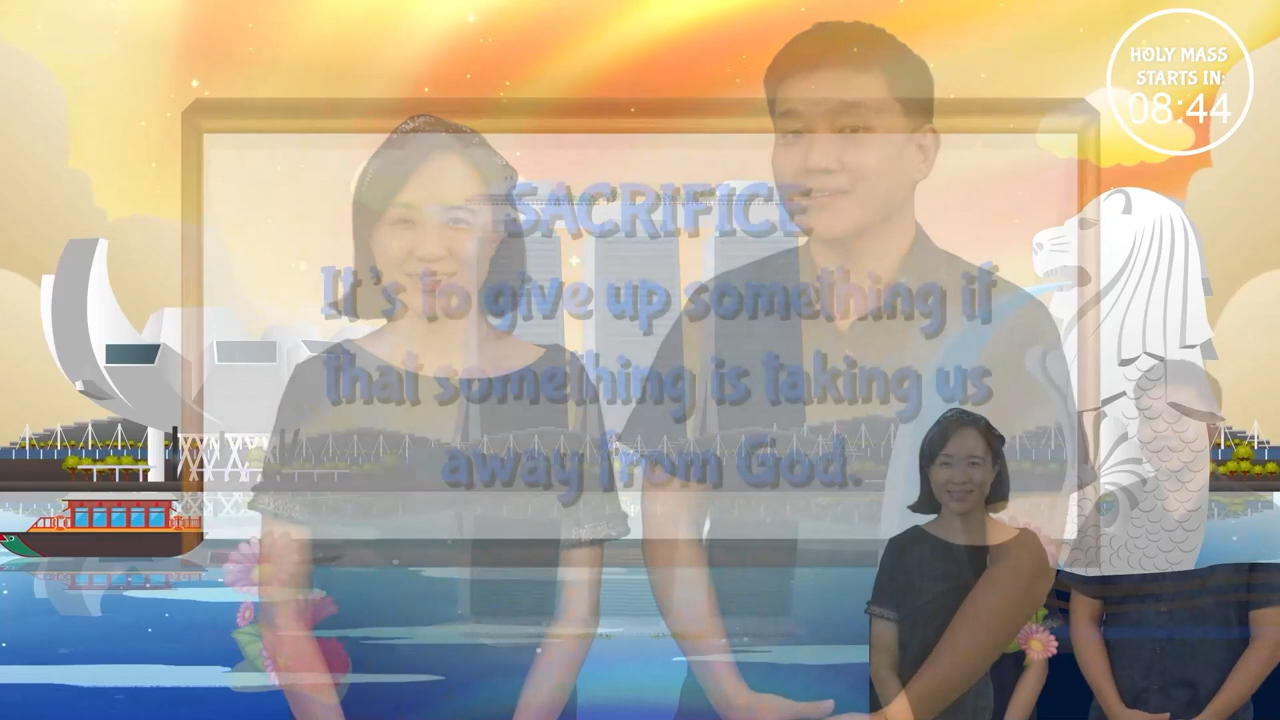 HOLY MASS
STARTS IN:
08:44
SACRIFICE
It's to give up something if
that something is taking us
away from God.